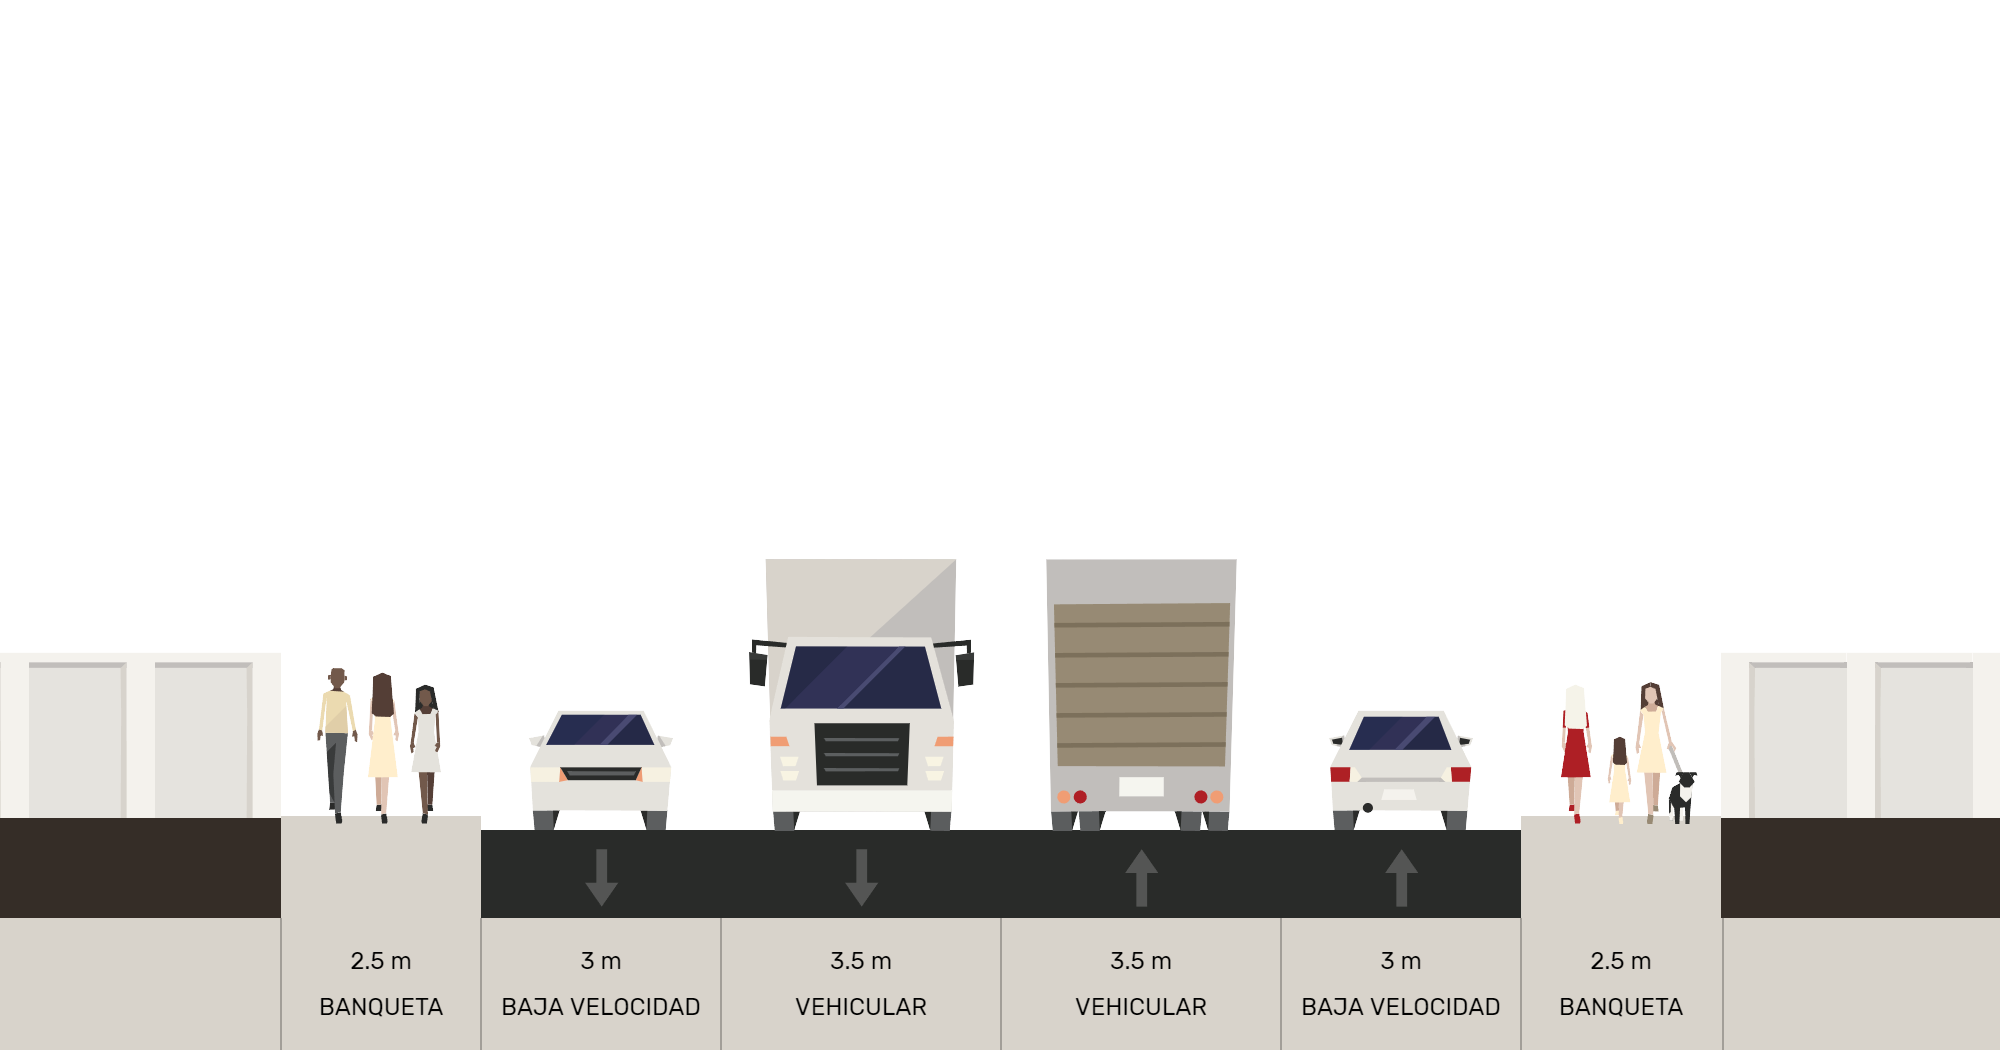 2.5 m
BANQUETA
3 m
BAJA VELOCIDAD
3.5 m
VEHICULAR
3.5 m
VEHICULAR
3 m
BAJA VELOCIDAD
2.5 m
BANQUETA